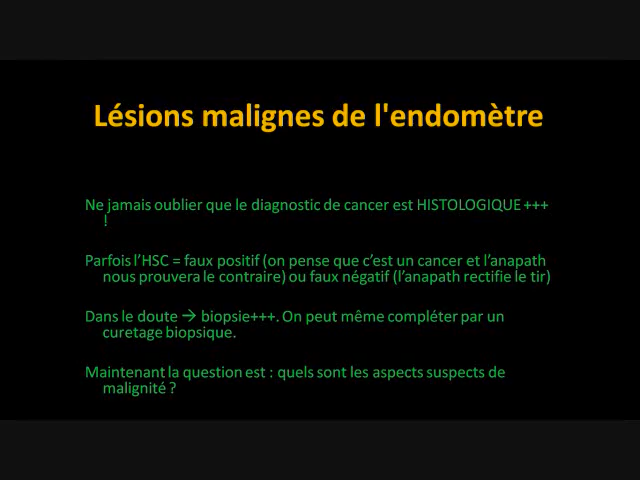 Lésions malignes de l'endomètre
Ne jamais oublier que le diagnostic de cancer est HISTOLOGIQUE +++
!
Parfois l’HSC = faux positif (on pense que c’est un cancer et l’anapath
nous prouvera le contraire) ou faux négatif (l’anapath rectifie le tir)
Dans le doute → biopsie+++. On peut même compléter par un
curetage biopsique.
Maintenant la question est : quels sont les aspects suspects de
malignité ?